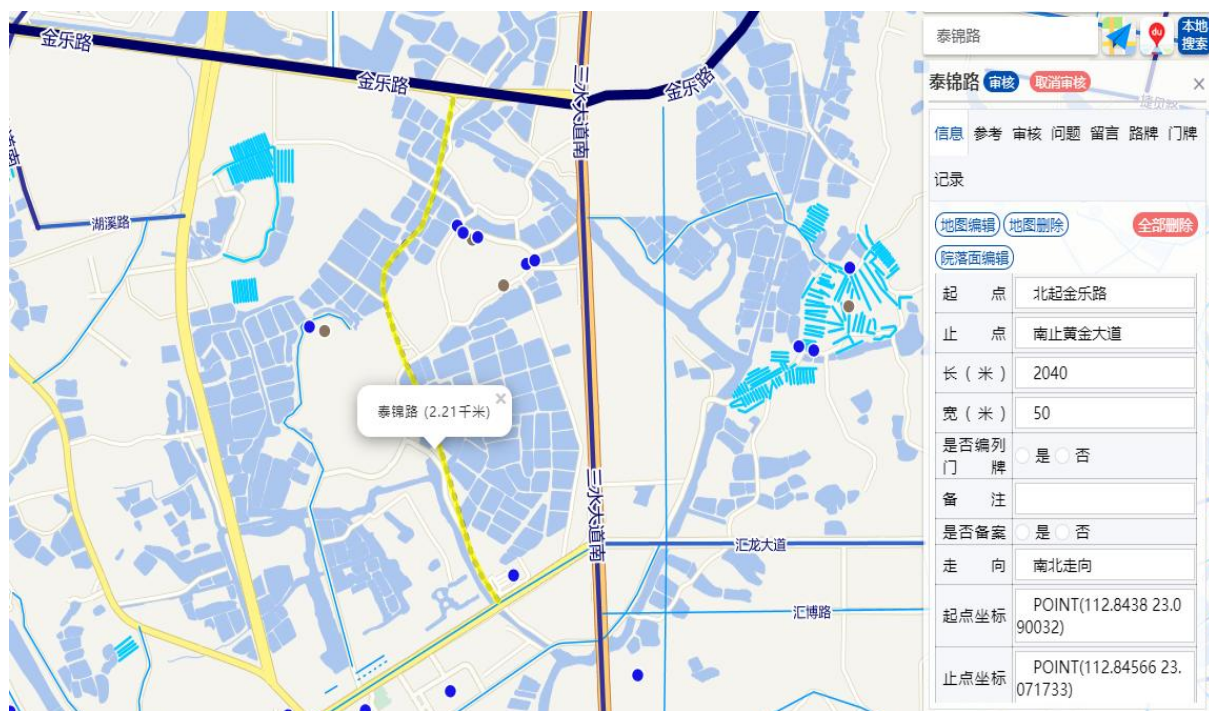 金乐路
金乐路
三水大道南
金乐路
湖溪路
泰锦路 (2.21千米) ×
三水大道南
汇龙大道
汇博路
泰锦路
du
本地
搜索
泰锦路 审核 取消审核 ×
信息 参考 审核 问题 留言 路牌 门牌
记录
地图编辑 地图删除 全部删除
院落面编辑
起 点 北起金乐路
止 点 南止黄金大道
长(米) 2040
宽(米) 50
是否编列
门 牌 是 否
备 注
是否备案 是 否
走 向 南北走向
起点坐标 POINT(112.8438 23.0
90032)
止点坐标 POINT(112.84566 23.
071733)